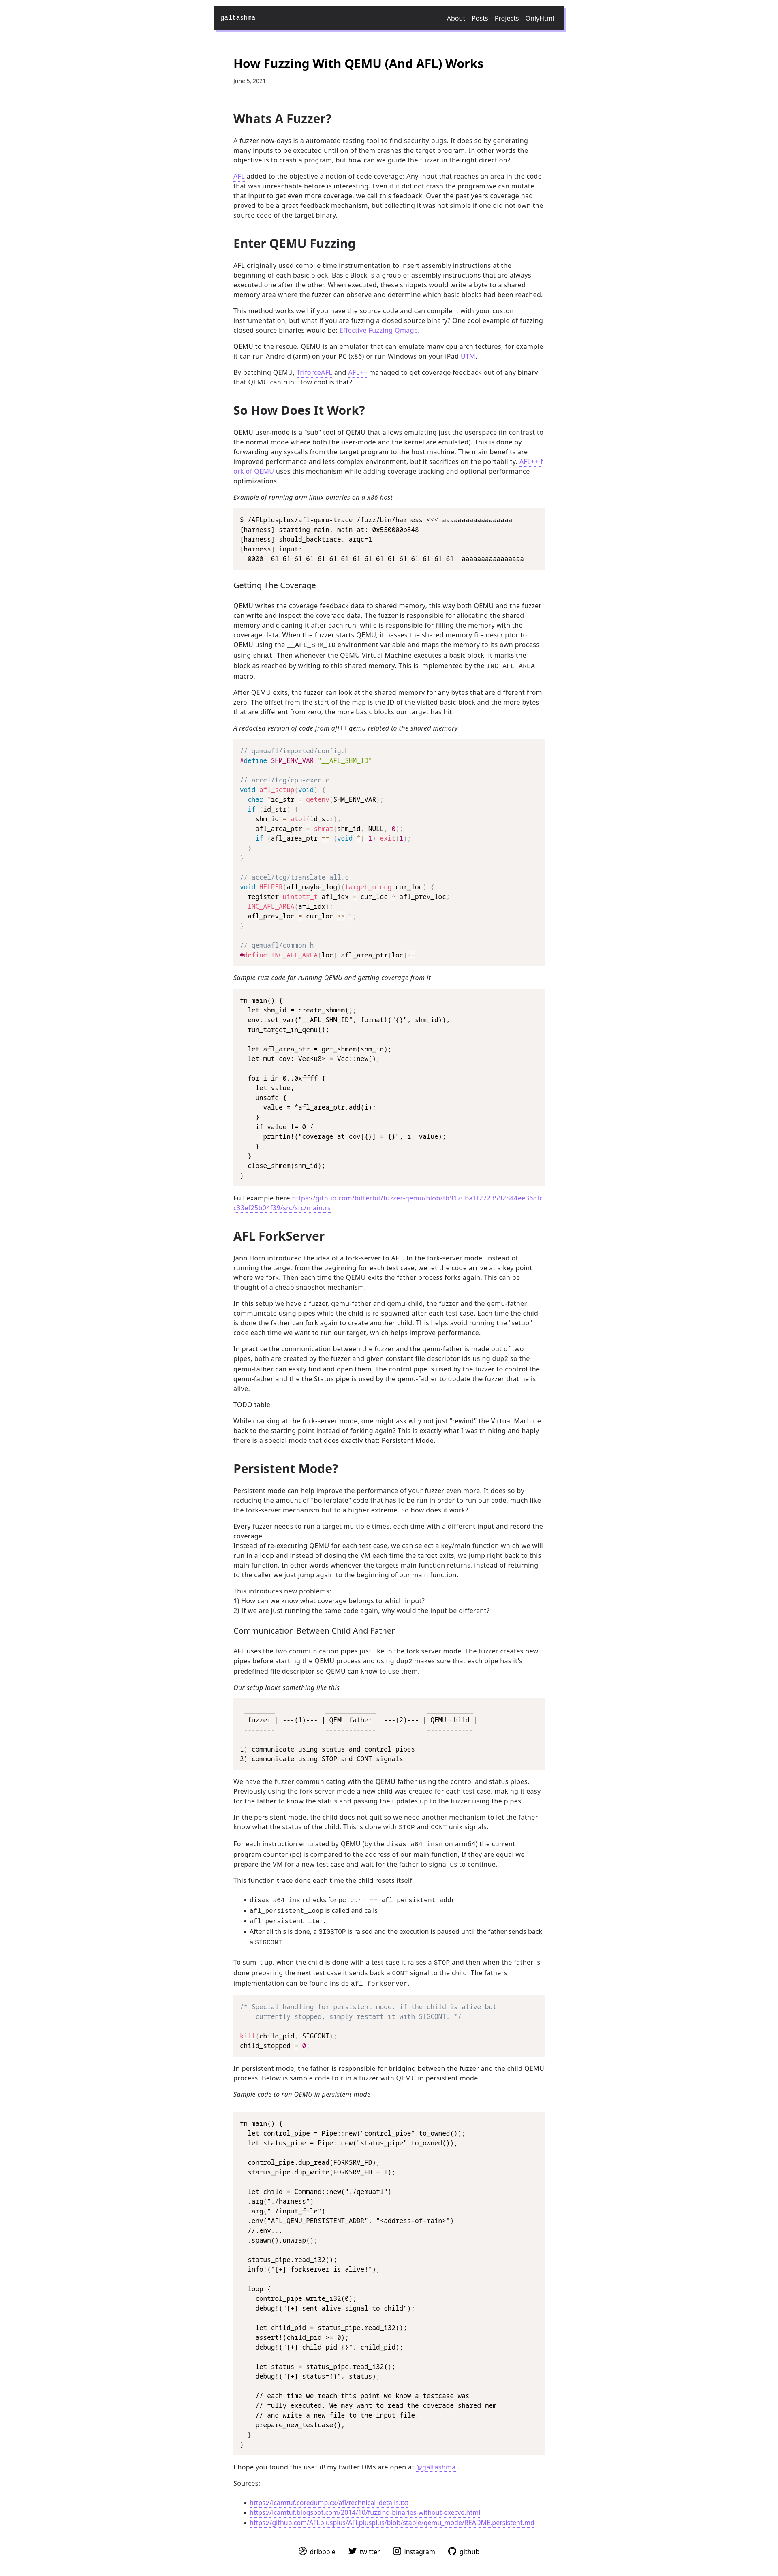 galtashma
About Posts Projects OnlyHtml
How Fuzzing With QEMU (And AFL) Works
June 5, 2021
Whats A Fuzzer?
A fuzzer now-days is a automated testing tool to find security bugs. It does so by generating
many inputs to be executed until on of them crashes the target program. In other words the
objective is to crash a program, but how can we guide the fuzzer in the right direction?
AFL added to the objective a notion of code coverage: Any input that reaches an area in the code
that was unreachable before is interesting. Even if it did not crash the program we can mutate
that input to get even more coverage, we call this feedback. Over the past years coverage had
proved to be a great feedback mechanism, but collecting it was not simple if one did not own the
source code of the target binary.
Enter QEMU Fuzzing
AFL originally used compile time instrumentation to insert assembly instructions at the
beginning of each basic block. Basic Block is a group of assembly instructions that are always
executed one after the other. When executed, these snippets would write a byte to a shared
memory area where the fuzzer can observe and determine which basic blocks had been reached.
This method works well if you have the source code and can compile it with your custom
instrumentation, but what if you are fuzzing a closed source binary? One cool example of fuzzing
closed source binaries would be: Effective Fuzzing Qmage.
QEMU to the rescue. QEMU is an emulator that can emulate many cpu architectures, for example
it can run Android (arm) on your PC (x86) or run Windows on your iPad UTM.
By patching QEMU, TriforceAFL and AFL++ managed to get coverage feedback out of any binary
that QEMU can run. How cool is that?!
So How Does It Work?
QEMU user-mode is a "sub" tool of QEMU that allows emulating just the userspace (in contrast to
the normal mode where both the user-mode and the kernel are emulated). This is done by
forwarding any syscalls from the target program to the host machine. The main benefits are
improved performance and less complex environment, but it sacrifices on the portability. AFL++ f
ork of QEMU uses this mechanism while adding coverage tracking and optional performance
optimizations.
Example of running arm linux binaries on a x86 host
$ /AFLplusplus/afl-qemu-trace /fuzz/bin/harness <<< aaaaaaaaaaaaaaaaaa
[harness] starting main. main at: 0x550000b848
[harness] should_backtrace. argc=1
[harness] input:
0000  61 61 61 61 61 61 61 61 61 61 61 61 61 61 61 61  aaaaaaaaaaaaaaaa
Getting The Coverage
QEMU writes the coverage feedback data to shared memory, this way both QEMU and the fuzzer
can write and inspect the coverage data. The fuzzer is responsible for allocating the shared
memory and cleaning it after each run, while is responsible for filling the memory with the
coverage data. When the fuzzer starts QEMU, it passes the shared memory file descriptor to
QEMU using the __AFL_SHM_ID environment variable and maps the memory to its own process
using shmat. Then whenever the QEMU Virtual Machine executes a basic block, it marks the
block as reached by writing to this shared memory. This is implemented by the INC_AFL_AREA
macro.
After QEMU exits, the fuzzer can look at the shared memory for any bytes that are different from
zero. The offset from the start of the map is the ID of the visited basic-block and the more bytes
that are different from zero, the more basic blocks our target has hit.
A redacted version of code from afl++ qemu related to the shared memory
// qemuafl/imported/config.h
#define SHM_ENV_VAR "__AFL_SHM_ID"
// accel/tcg/cpu-exec.c
void afl_setup(void) {
char *id_str = getenv(SHM_ENV_VAR);
if (id_str) {
shm_id = atoi(id_str);
afl_area_ptr = shmat(shm_id, NULL, 0);
if (afl_area_ptr == (void *)-1) exit(1);
}
}
// accel/tcg/translate-all.c
void HELPER(afl_maybe_log)(target_ulong cur_loc) {
register uintptr_t afl_idx = cur_loc ^ afl_prev_loc;
INC_AFL_AREA(afl_idx);
afl_prev_loc = cur_loc >> 1;
}
// qemuafl/common.h
#define INC_AFL_AREA(loc) afl_area_ptr[loc]++
Sample rust code for running QEMU and getting coverage from it
fn main() {
let shm_id = create_shmem();
env::set_var("__AFL_SHM_ID", format!("{}", shm_id));
run_target_in_qemu();
let afl_area_ptr = get_shmem(shm_id);
let mut cov: Vec<u8> = Vec::new();
for i in 0..0xffff {
let value;
unsafe {
value = *afl_area_ptr.add(i);
}
if value != 0 {
println!("coverage at cov[{}] = {}", i, value);
}
}
close_shmem(shm_id);
}
Full example here https://github.com/bitterbit/fuzzer-qemu/blob/fb9170ba1f2723592844ee368fc
c33ef25b04f39/src/src/main.rs
AFL ForkServer
Jann Horn introduced the idea of a fork-server to AFL. In the fork-server mode, instead of
running the target from the beginning for each test case, we let the code arrive at a key point
where we fork. Then each time the QEMU exits the father process forks again. This can be
thought of a cheap snapshot mechanism.
In this setup we have a fuzzer, qemu-father and qemu-child, the fuzzer and the qemu-father
communicate using pipes while the child is re-spawned after each test case. Each time the child
is done the father can fork again to create another child. This helps avoid running the "setup"
code each time we want to run our target, which helps improve performance.
In practice the communication between the fuzzer and the qemu-father is made out of two
pipes, both are created by the fuzzer and given constant file descriptor ids using dup2 so the
qemu-father can easily find and open them. The control pipe is used by the fuzzer to control the
qemu-father and the the Status pipe is used by the qemu-father to update the fuzzer that he is
alive.
TODO table
While cracking at the fork-server mode, one might ask why not just "rewind" the Virtual Machine
back to the starting point instead of forking again? This is exactly what I was thinking and haply
there is a special mode that does exactly that: Persistent Mode.
Persistent Mode?
Persistent mode can help improve the performance of your fuzzer even more. It does so by
reducing the amount of "boilerplate" code that has to be run in order to run our code, much like
the fork-server mechanism but to a higher extreme. So how does it work?
Every fuzzer needs to run a target multiple times, each time with a different input and record the
coverage.
Instead of re-executing QEMU for each test case, we can select a key/main function which we will
run in a loop and instead of closing the VM each time the target exits, we jump right back to this
main function. In other words whenever the targets main function returns, instead of returning
to the caller we just jump again to the beginning of our main function.
This introduces new problems:
1) How can we know what coverage belongs to which input?
2) If we are just running the same code again, why would the input be different?
Communication Between Child And Father
AFL uses the two communication pipes just like in the fork server mode. The fuzzer creates new
pipes before starting the QEMU process and using dup2 makes sure that each pipe has it's
predefined file descriptor so QEMU can know to use them.
Our setup looks something like this
________             _____________             ____________
| fuzzer | ---(1)--- | QEMU father | ---(2)--- | QEMU child |
--------             -------------             ------------
1) communicate using status and control pipes
2) communicate using STOP and CONT signals
We have the fuzzer communicating with the QEMU father using the control and status pipes.
Previously using the fork-server mode a new child was created for each test case, making it easy
for the father to know the status and passing the updates up to the fuzzer using the pipes.
In the persistent mode, the child does not quit so we need another mechanism to let the father
know what the status of the child. This is done with STOP and CONT unix signals.
For each instruction emulated by QEMU (by the disas_a64_insn on arm64) the current
program counter (pc) is compared to the address of our main function, If they are equal we
prepare the VM for a new test case and wait for the father to signal us to continue.
This function trace done each time the child resets itself
• disas_a64_insn checks for pc_curr == afl_persistent_addr
• afl_persistent_loop is called and calls
• afl_persistent_iter.
• After all this is done, a SIGSTOP is raised and the execution is paused until the father sends back
a SIGCONT.
To sum it up, when the child is done with a test case it raises a STOP and then when the father is
done preparing the next test case it sends back a CONT signal to the child. The fathers
implementation can be found inside afl_forkserver.
/* Special handling for persistent mode: if the child is alive but
currently stopped, simply restart it with SIGCONT. */
kill(child_pid, SIGCONT);
child_stopped = 0;
In persistent mode, the father is responsible for bridging between the fuzzer and the child QEMU
process. Below is sample code to run a fuzzer with QEMU in persistent mode.
Sample code to run QEMU in persistent mode
fn main() {
let control_pipe = Pipe::new("control_pipe".to_owned());
let status_pipe = Pipe::new("status_pipe".to_owned());
control_pipe.dup_read(FORKSRV_FD);
status_pipe.dup_write(FORKSRV_FD + 1);
let child = Command::new("./qemuafl")
.arg("./harness")
.arg("./input_file")
.env("AFL_QEMU_PERSISTENT_ADDR", "<address-of-main>")
//.env...
.spawn().unwrap();
status_pipe.read_i32();
info!("[+] forkserver is alive!");
loop {
control_pipe.write_i32(0);
debug!("[+] sent alive signal to child");
let child_pid = status_pipe.read_i32();
assert!(child_pid >= 0);
debug!("[+] child pid {}", child_pid);
let status = status_pipe.read_i32();
debug!("[+] status={}", status);
// each time we reach this point we know a testcase was
// fully executed. We may want to read the coverage shared mem
// and write a new file to the input file.
prepare_new_testcase();
}
}
I hope you found this useful! my twitter DMs are open at @galtashma .
Sources:
• https://lcamtuf.coredump.cx/afl/technical_details.txt
• https://lcamtuf.blogspot.com/2014/10/fuzzing-binaries-without-execve.html
• https://github.com/AFLplusplus/AFLplusplus/blob/stable/qemu_mode/README.persistent.md
dribbble twitter instagram github